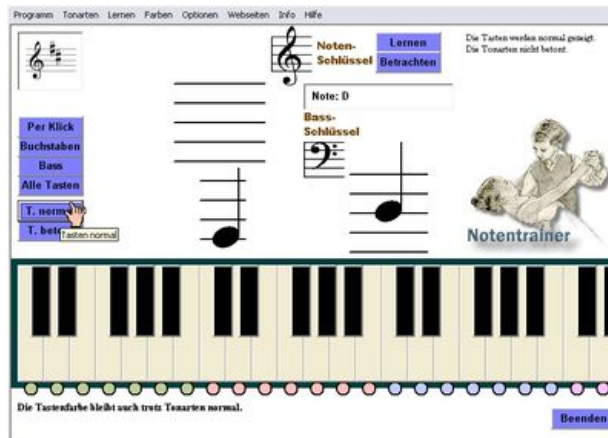 Programm Tonarten Lernen Farben Optionen Webseiten Info Hilfe
Noten-
Schlüssel
Lernen
Betrachten
Die Tasten werden normal gezeigt.
Die Tonarten nicht betont.
Note: D
Bass-
Schlüssel
Per Klick
Buchstaben
Bass
Alle Tasten
T. norm
T. bet
Tasten normal
Notentrainer
Die Tastenfarbe bleibt auch trotz Tonarten normal.
Beenden